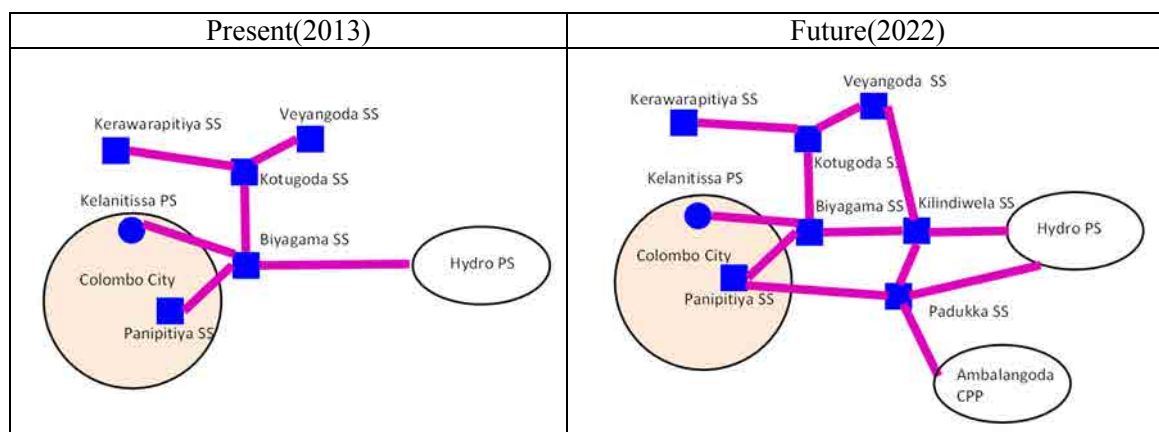 Present(2013)
Future(2022)
Kerawarapitiya SS
Veyangoda SS
Kotugoda SS
Kelanitissa PS
Biyagama SS
Hydro PS
Colombo City
Panipitiya SS
Veyangoda SS
Kerawarapitiya SS
Kotugoda SS
Kelanitissa PS
Biyagama SS
Kilindiwela SS
Hydro PS
Colombo City
Panipitiya SS
Padukka SS
Ambalangoda
CPP